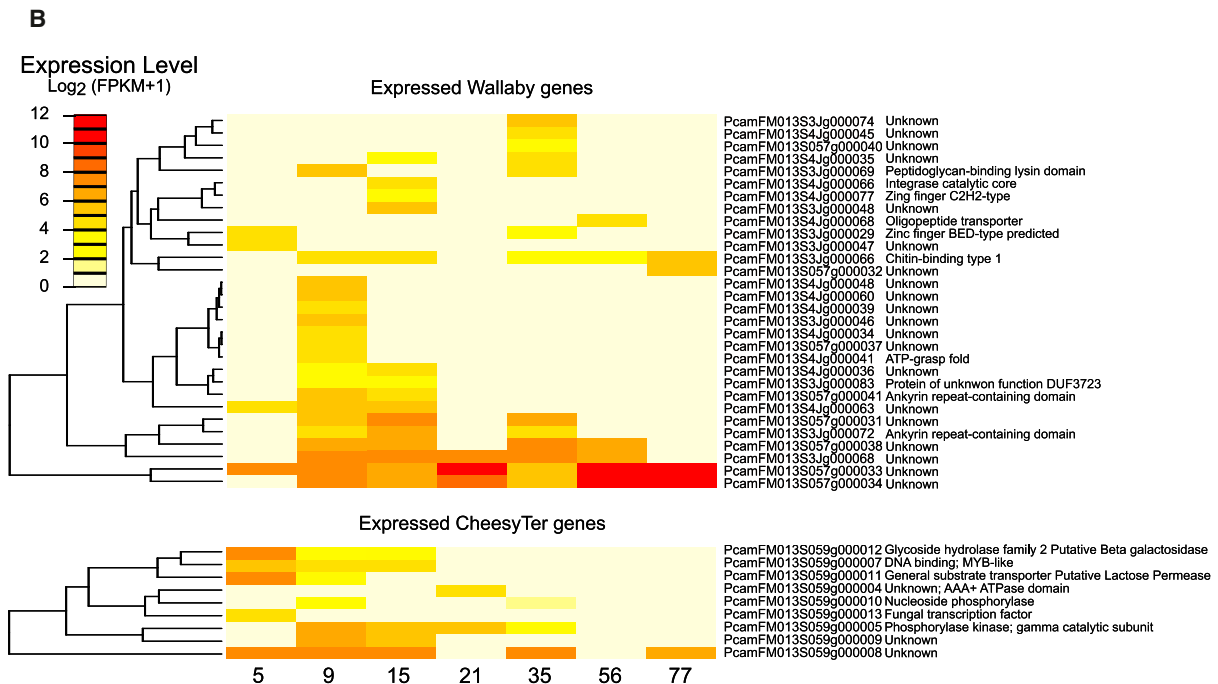 B
Expression Level
Log2 (FPKM+1)
Expressed Wallaby genes
12
10
8
6
4
2
0
PcamFM013S3Jg000074 Unknown
PcamFM013S4Jg000045 Unknown
PcamFM013S057g000040 Unknown
PcamFM013S4Jg000035 Unknown
PcamFM013S3Jg000069 Peptidoglycan-binding lysin domain
PcamFM013S4Jg000066 Integrase catalytic core
PcamFM013S4Jg000077 Zing finger C2H2-type
PcamFM013S3Jg000048 Unknown
PcamFM013S4Jg000068 Oligopeptide transporter
PcamFM013S3Jg000029 Zinc finger BED-type predicted
PcamFM013S3Jg000047 Unknown
PcamFM013S3Jg000066 Chitin-binding type 1
PcamFM013S057g000032 Unknown
PcamFM013S4Jg000048 Unknown
PcamFM013S4Jg000060 Unknown
PcamFM013S4Jg000039 Unknown
PcamFM013S3Jg000046 Unknown
PcamFM013S4Jg000034 Unknown
PcamFM013S057g000037 Unknown
PcamFM013S4Jg000041 ATP-grasp fold
PcamFM013S4Jg000036 Unknown
PcamFM013S3Jg000083 Protein of unknwon function DUF3723
PcamFM013S057g000041 Ankyrin repeat-containing domain
PcamFM013S4Jg000063 Unknown
PcamFM013S057g000031 Unknown
PcamFM013S3Jg000072 Ankyrin repeat-containing domain
PcamFM013S057g000038 Unknown
PcamFM013S3Jg000068 Unknown
PcamFM013S057g000033 Unknown
PcamFM013S057g000034 Unknown
Expressed CheesyTer genes
PcamFM013S059g000012 Glycoside hydrolase family 2 Putative Beta galactosidase
PcamFM013S059g000007 DNA binding; MYB-like
PcamFM013S059g000011 General substrate transporter Putative Lactose Permease
PcamFM013S059g000004 Unknown; AAA+ ATPase domain
PcamFM013S059g000010 Nucleoside phosphorylase
PcamFM013S059g000013 Fungal transcription factor
PcamFM013S059g000005 Phosphorylase kinase; gamma catalytic subunit
PcamFM013S059g000009 Unknown
PcamFM013S059g000008 Unknown
5 9 15 21 35 56 77